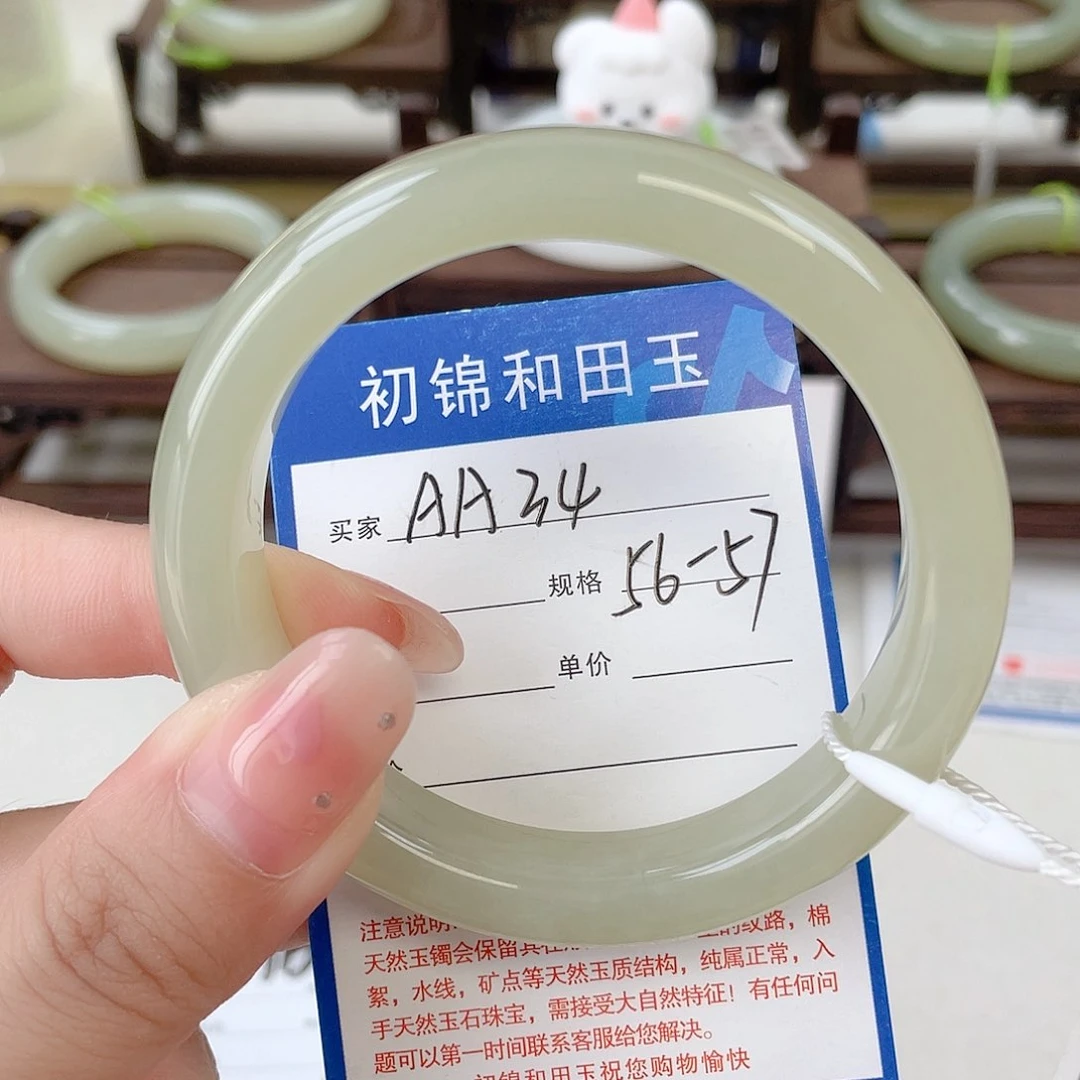 初锦和田玉
买家 AA34
规格 56-57
单价
注意说明
的纹路，棉
天然玉镯会保留其在
絮，水线，矿点等天然玉质结构，纯属正常，入
手天然玉石珠宝，需接受大自然特征！有任何问
题可以第一时间联系客服给您解决。
初锦和田玉祝您购物愉快